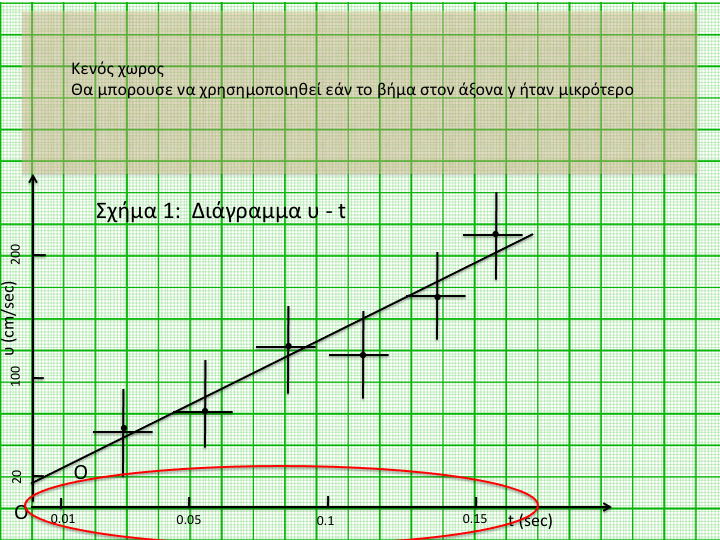 Κενός χωρος
Θα μπορουσε να χρησημοποιηθεί εάν το βήμα στον άξονα y ήταν μικρότερο
Σχήμα 1: Διάγραμμα υ - t
200
υ (cm/sec)
100
20
O
O
0.01
0.05
0.1
0.15
t (sec)